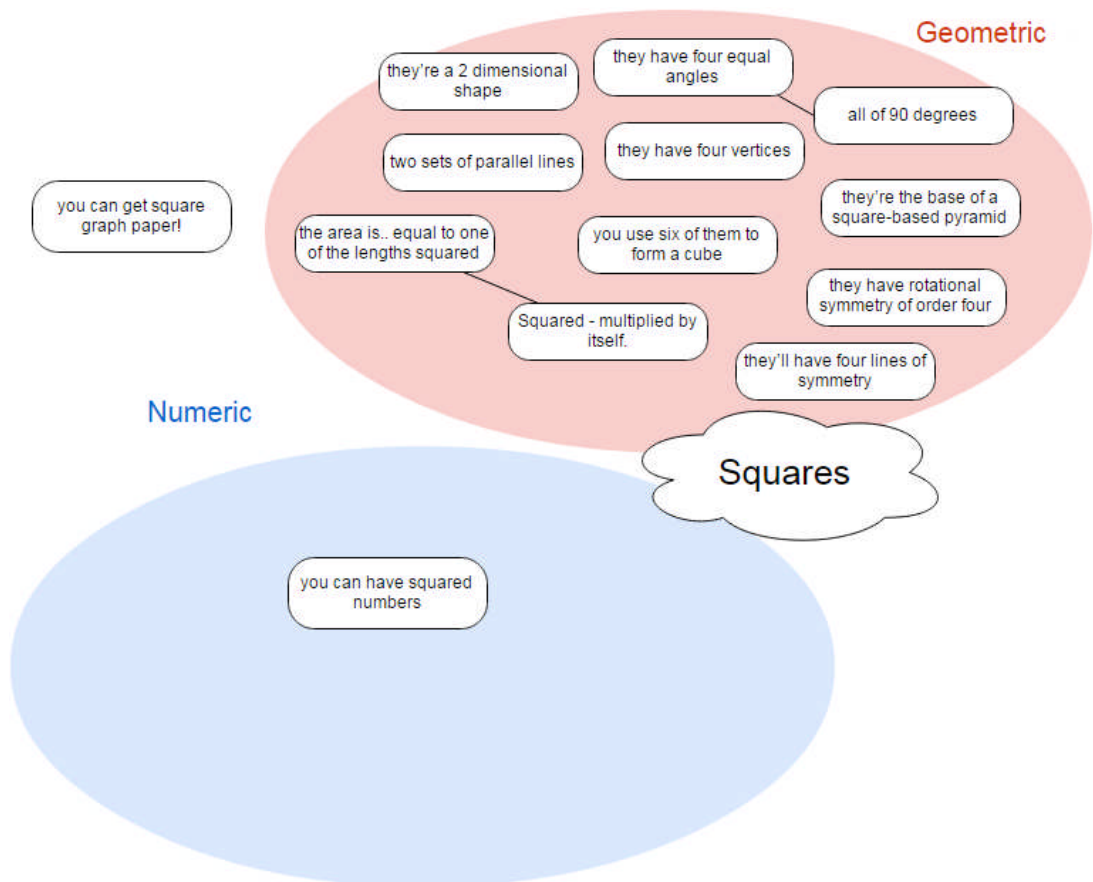 Geometric
they're a 2 dimensional
shape
they have four equal
angles
all of 90 degrees
two sets of parallel lines
they have four vertices
you can get square
graph paper!
they're the base of a
square-based pyramid
the area is.. equal to one
of the lengths squared
you use six of them to
form a cube
they have rotational
symmetry of order four
Squared - multiplied by
itself.
they'll have four lines of
symmetry
Numeric
Squares
you can have squared
numbers